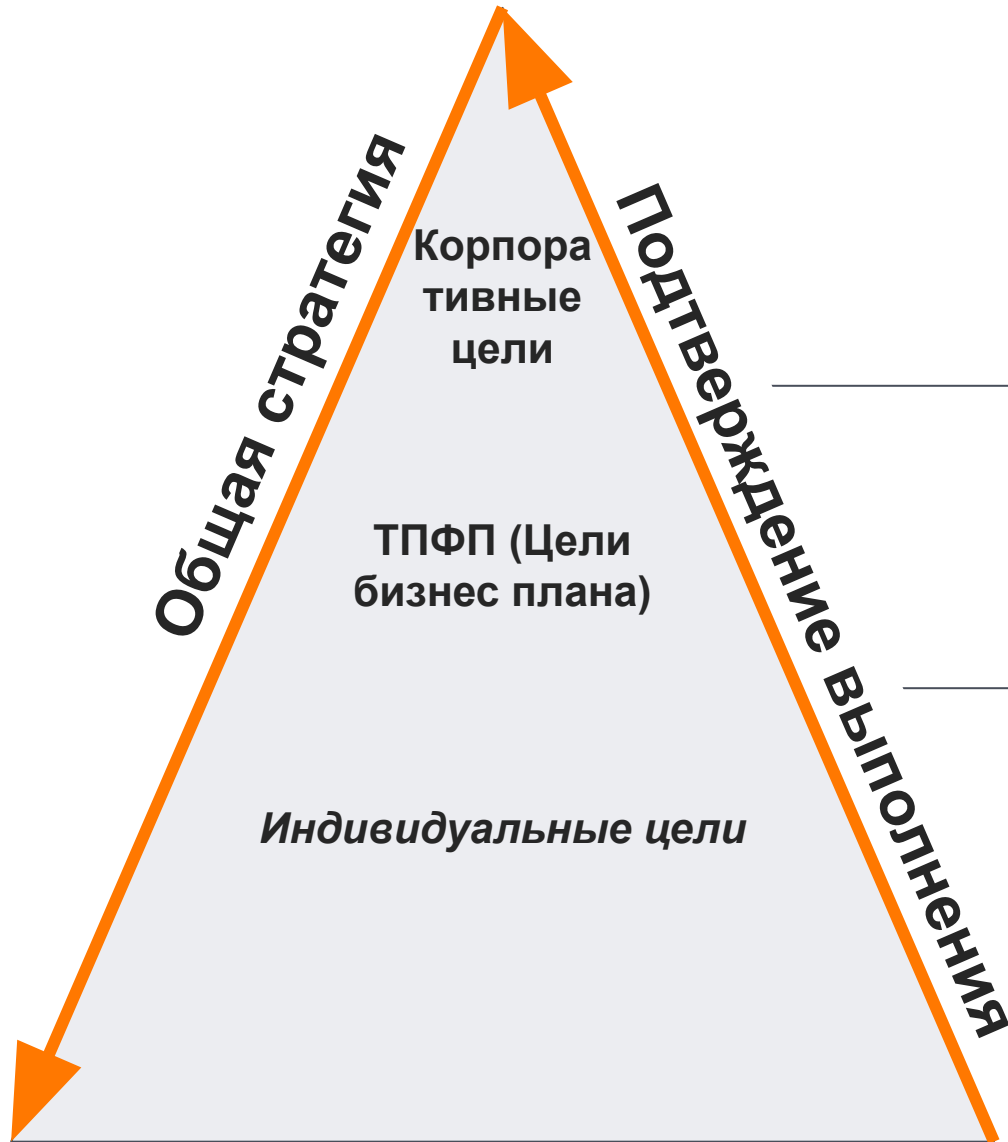 Общая стратегия
Подтверждение выполнения
Корпора
тивные
цели
ТПФП (Цели
бизнес плана)
Индивидуальные цели